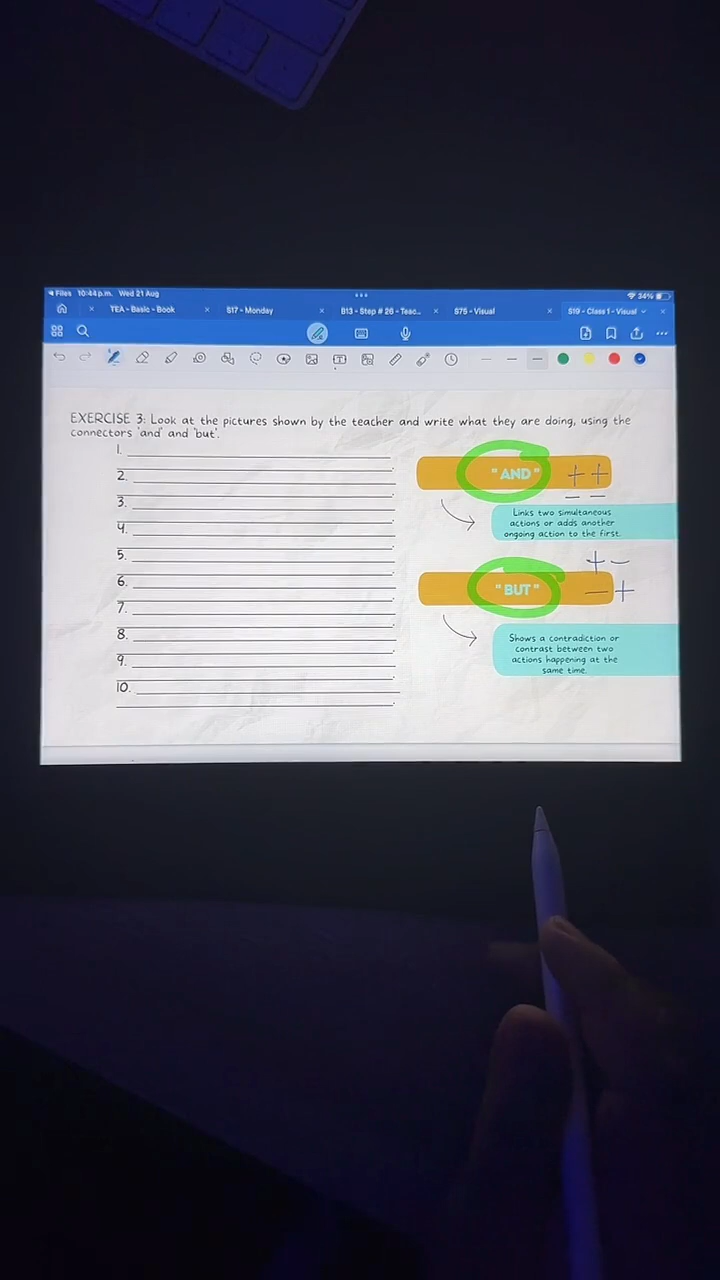 Files 10:44 p.m. Wed 21 Aug
34%
TEA - Basic - Book
S17 - Monday
B13 - Step # 26 - Teac...
S75 - Visual
S19 - Class 1 - Visual
EXERCISE 3: Look at the pictures shown by the teacher and write what they are doing, using the
connectors 'and' and 'but'.
1.
2.
3.
4.
5.
6.
7.
8.
9.
10.
"AND" + +
- -
Links two simultaneous
actions or adds another
ongoing action to the first.
+ -
"BUT" - +
Shows a contradiction or
contrast between two
actions happening at the
same time.